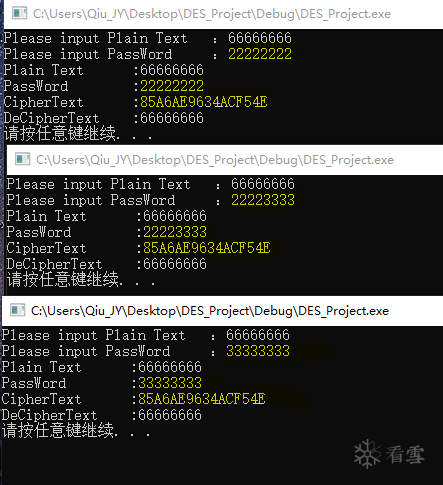 C:\Users\Qiu_JY\Desktop\DES_Project\Debug\DES_Project.exe
Please input Plain Text   : 66666666
Please input PassWord     : 22222222
Plain Text      :66666666
PassWord        :22222222
CipherText      :85A6AE9634ACF54E
DeCipherText    :66666666
请按任意键继续. . .
C:\Users\Qiu_JY\Desktop\DES_Project\Debug\DES_Project.exe
Please input Plain Text   : 66666666
Please input PassWord     : 22223333
Plain Text      :66666666
PassWord        :22223333
CipherText      :85A6AE9634ACF54E
DeCipherText    :66666666
请按任意键继续. . .
C:\Users\Qiu_JY\Desktop\DES_Project\Debug\DES_Project.exe
Please input Plain Text   : 66666666
Please input PassWord     : 33333333
Plain Text      :66666666
PassWord        :33333333
CipherText      :85A6AE9634ACF54E
DeCipherText    :66666666
请按任意键继续. . .
看雪